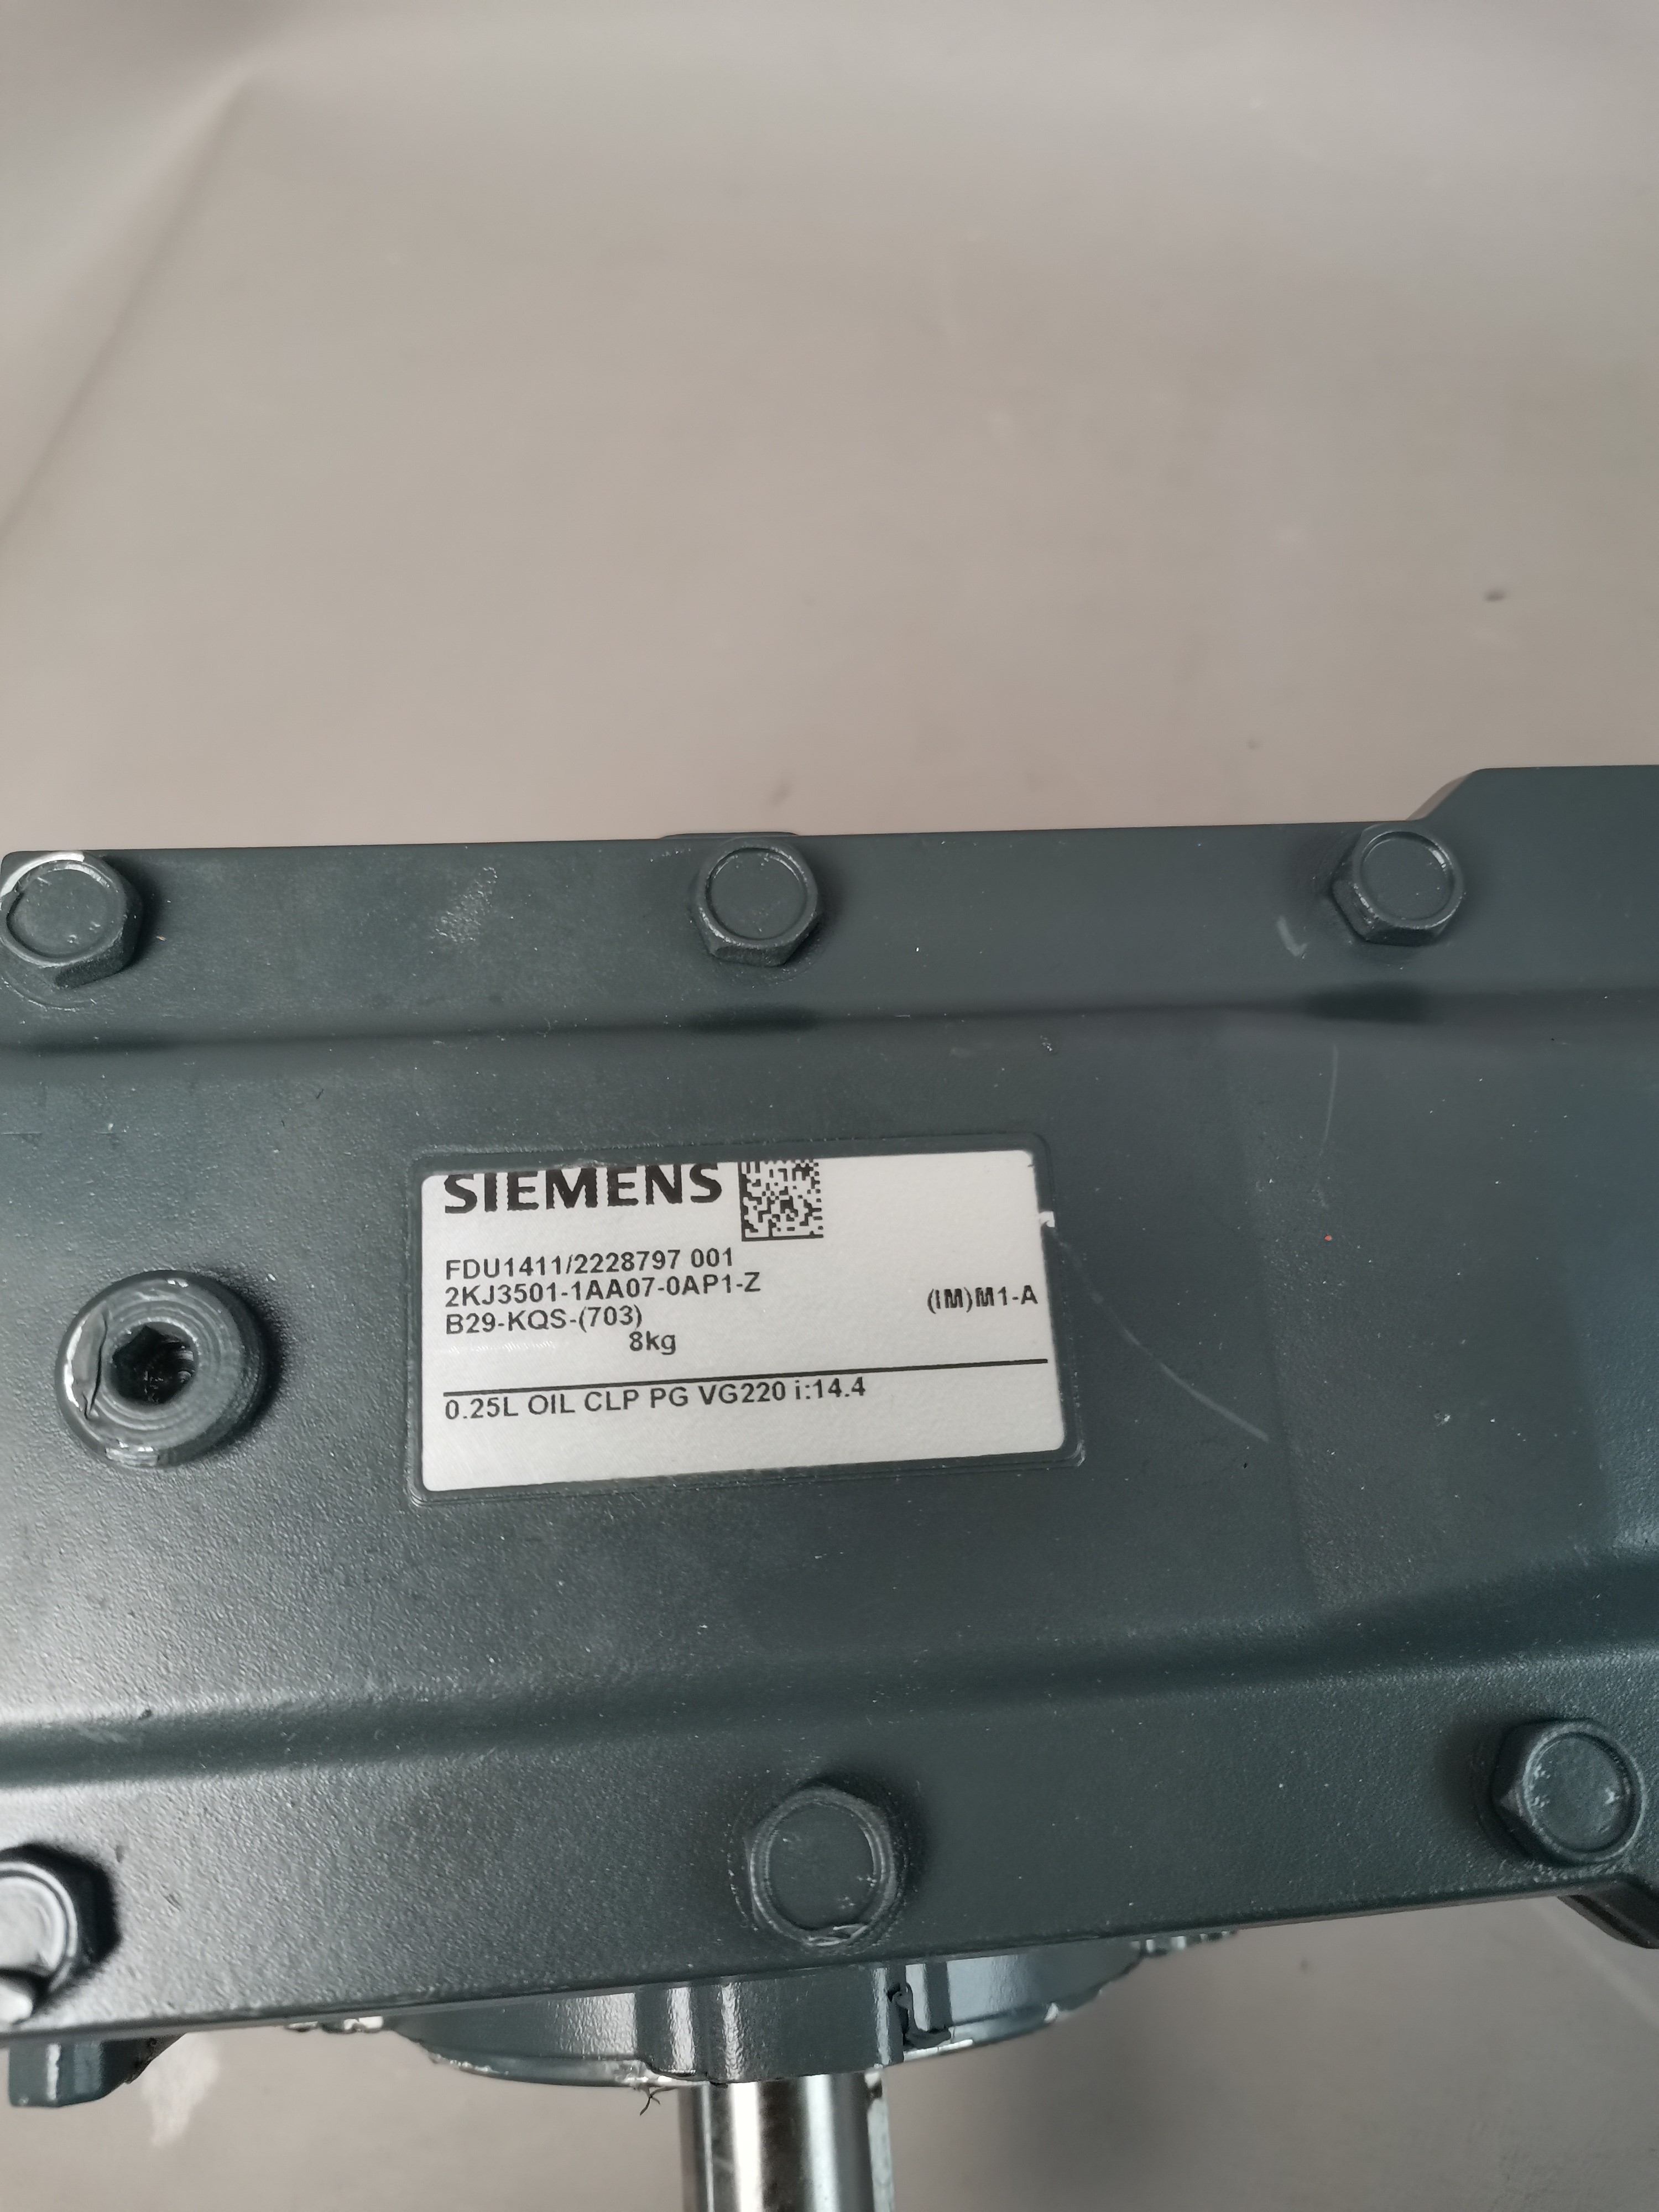 SIEMENS
FDU1411/2228797 001
2KJ3501-1AA07-0AP1-Z
B29-KQS-(703)
(IM)M1-A
8kg
0.25L OIL CLP PG VG220 i:14.4